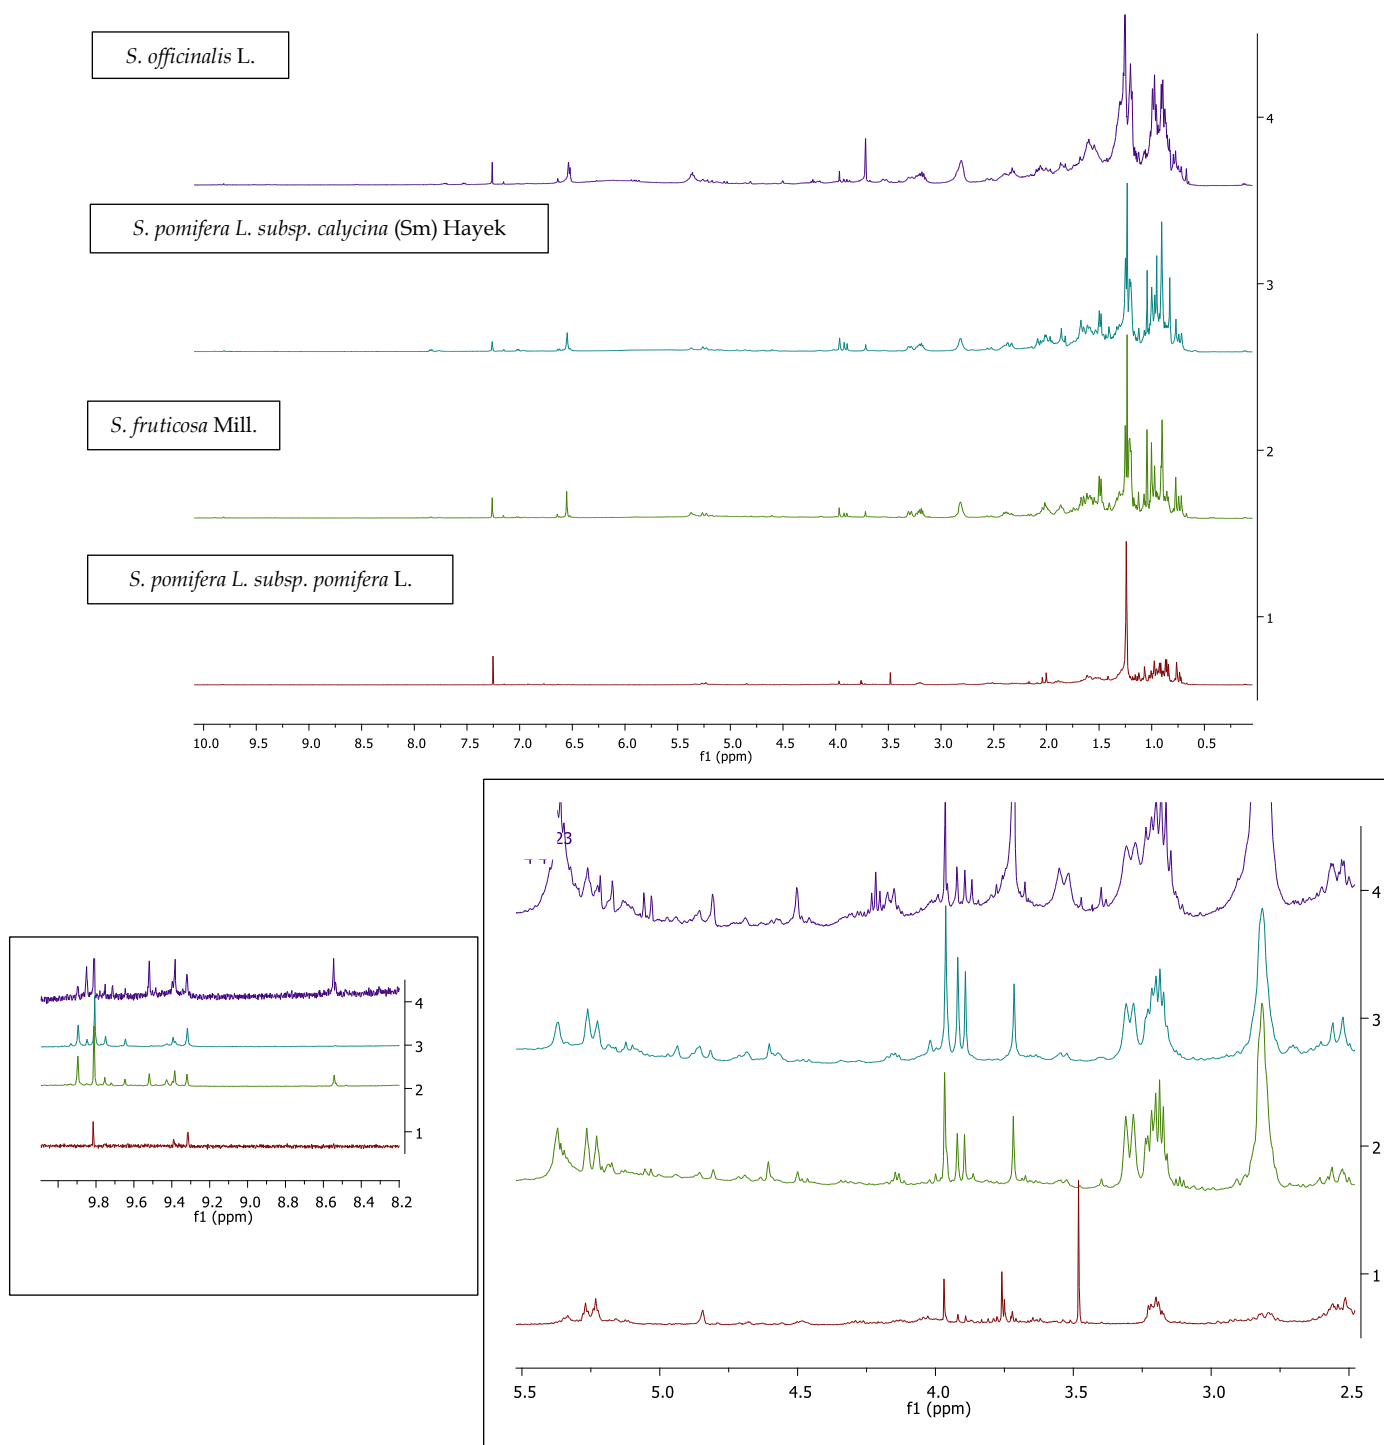 S. officinalis L.
4
S. pomifera L. subsp. calycina (Sm) Hayek
3
S. fruticosa Mill.
2
S. pomifera L. subsp. pomifera L.
1
10.0 9.5 9.0 8.5 8.0 7.5 7.0 6.5 6.0 5.5 5.0 4.5 4.0 3.5 3.0 2.5 2.0 1.5 1.0 0.5
f1 (ppm)
23
4
3
2
1
5.5 5.0 4.5 4.0 3.5 3.0 2.5
f1 (ppm)
4
3
2
1
9.8 9.6 9.4 9.2 9.0 8.8 8.6 8.4 8.2
f1 (ppm)